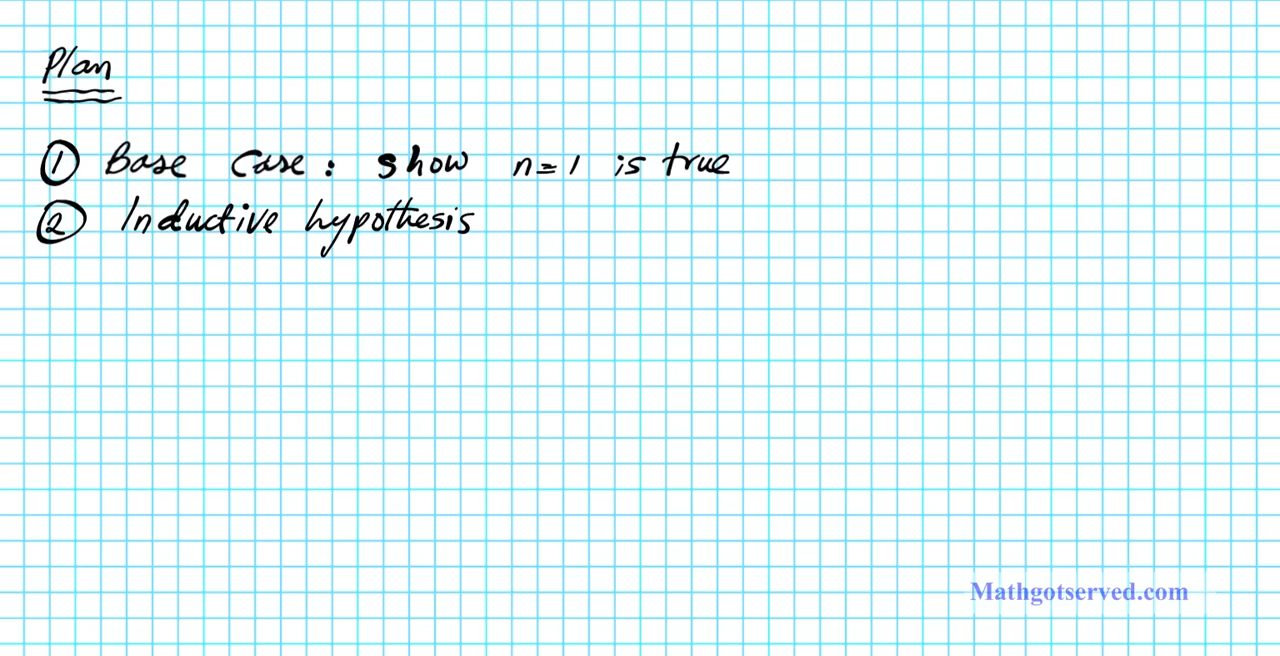 Plan
① Base Case: show n=1 is true
② Inductive hypothesis
Mathgotserved.com